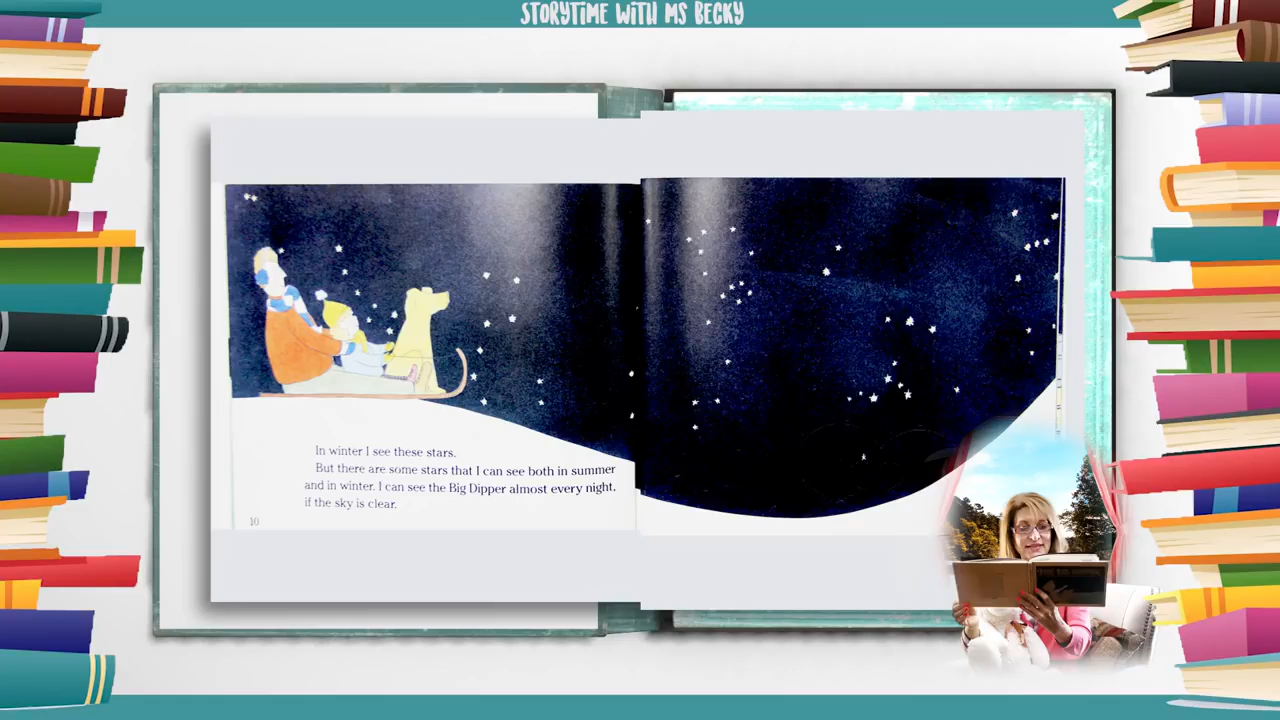 STORYTIME WITH MS BECKY
In winter I see these stars.
But there are some stars that I can see both in summer
and in winter. I can see the Big Dipper almost every night,
if the sky is clear.
10